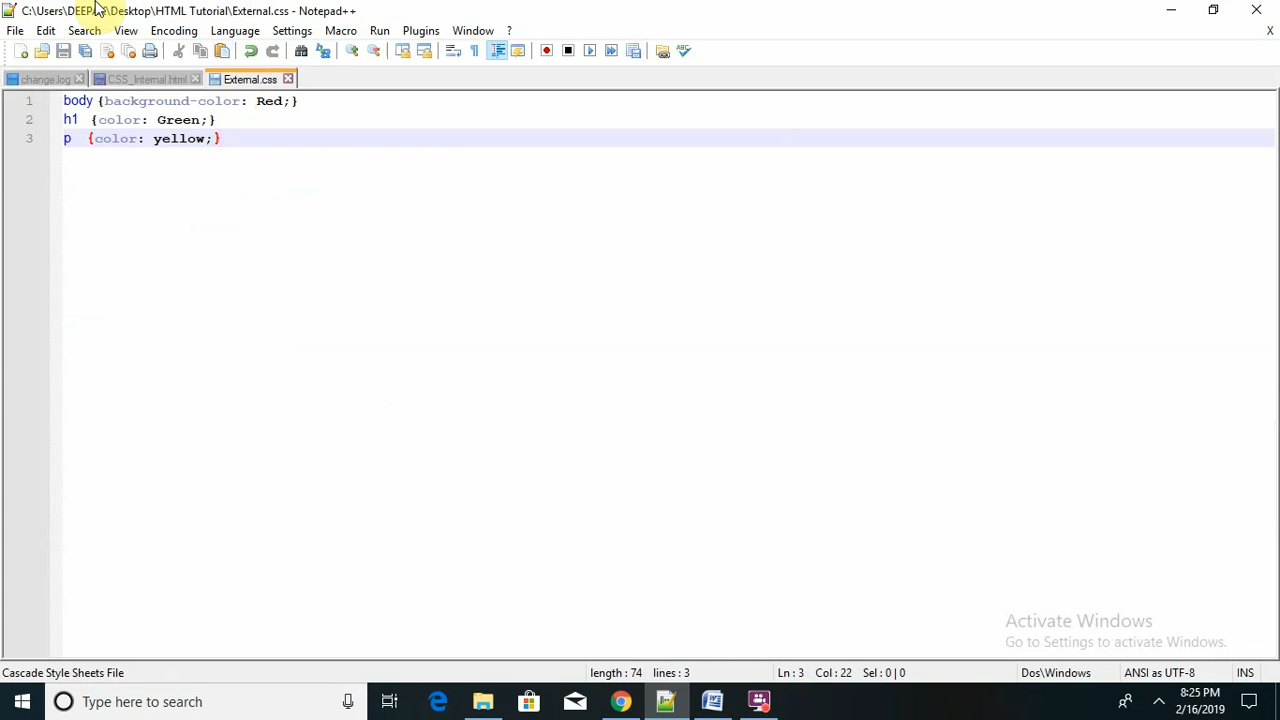 C:\Users\DEEPAK\Desktop\HTML Tutorial\External.css - Notepad++
File Edit Search View Encoding Language Settings Macro Run Plugins Window ? X
change.log CSS_Internal.html External.css
1 body {background-color: Red;}
2 h1 {color: Green;}
3 p {color: yellow;}
Activate Windows
Go to Settings to activate Windows.
Cascade Style Sheets File length : 74 lines : 3 Ln : 3 Col : 22 Sel : 0 | 0 Dos\Windows ANSI as UTF-8 INS
Type here to search
8:25 PM
2/16/2019